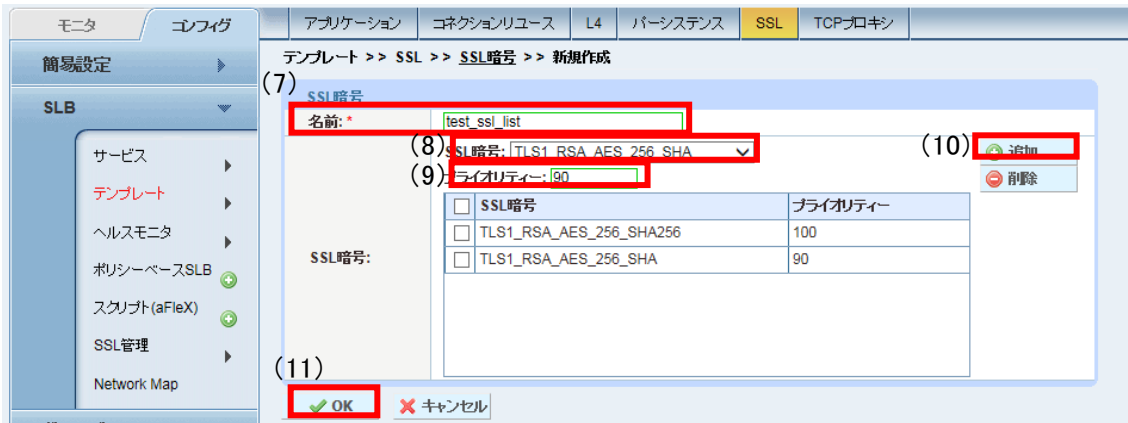 モニタ コンフィグ アプリケーション コネクションリユース L4 パーシステンス SSL TCPプロキシ
簡易設定
SLB
サービス
テンプレート
ヘルスモニタ
ポリシーベースSLB
スクリプト(aFleX)
SSL管理
Network Map
テンプレート >> SSL >> SSL暗号 >> 新規作成
(7)
SSL暗号
名前: * test_ssl_list
(8) SSL暗号: TLS1_RSA_AES_256_SHA
(9) プライオリティー: 90
(10) 追加
削除
SSL暗号:
SSL暗号 プライオリティー
TLS1_RSA_AES_256_SHA256 100
TLS1_RSA_AES_256_SHA 90
(11)
OK キャンセル